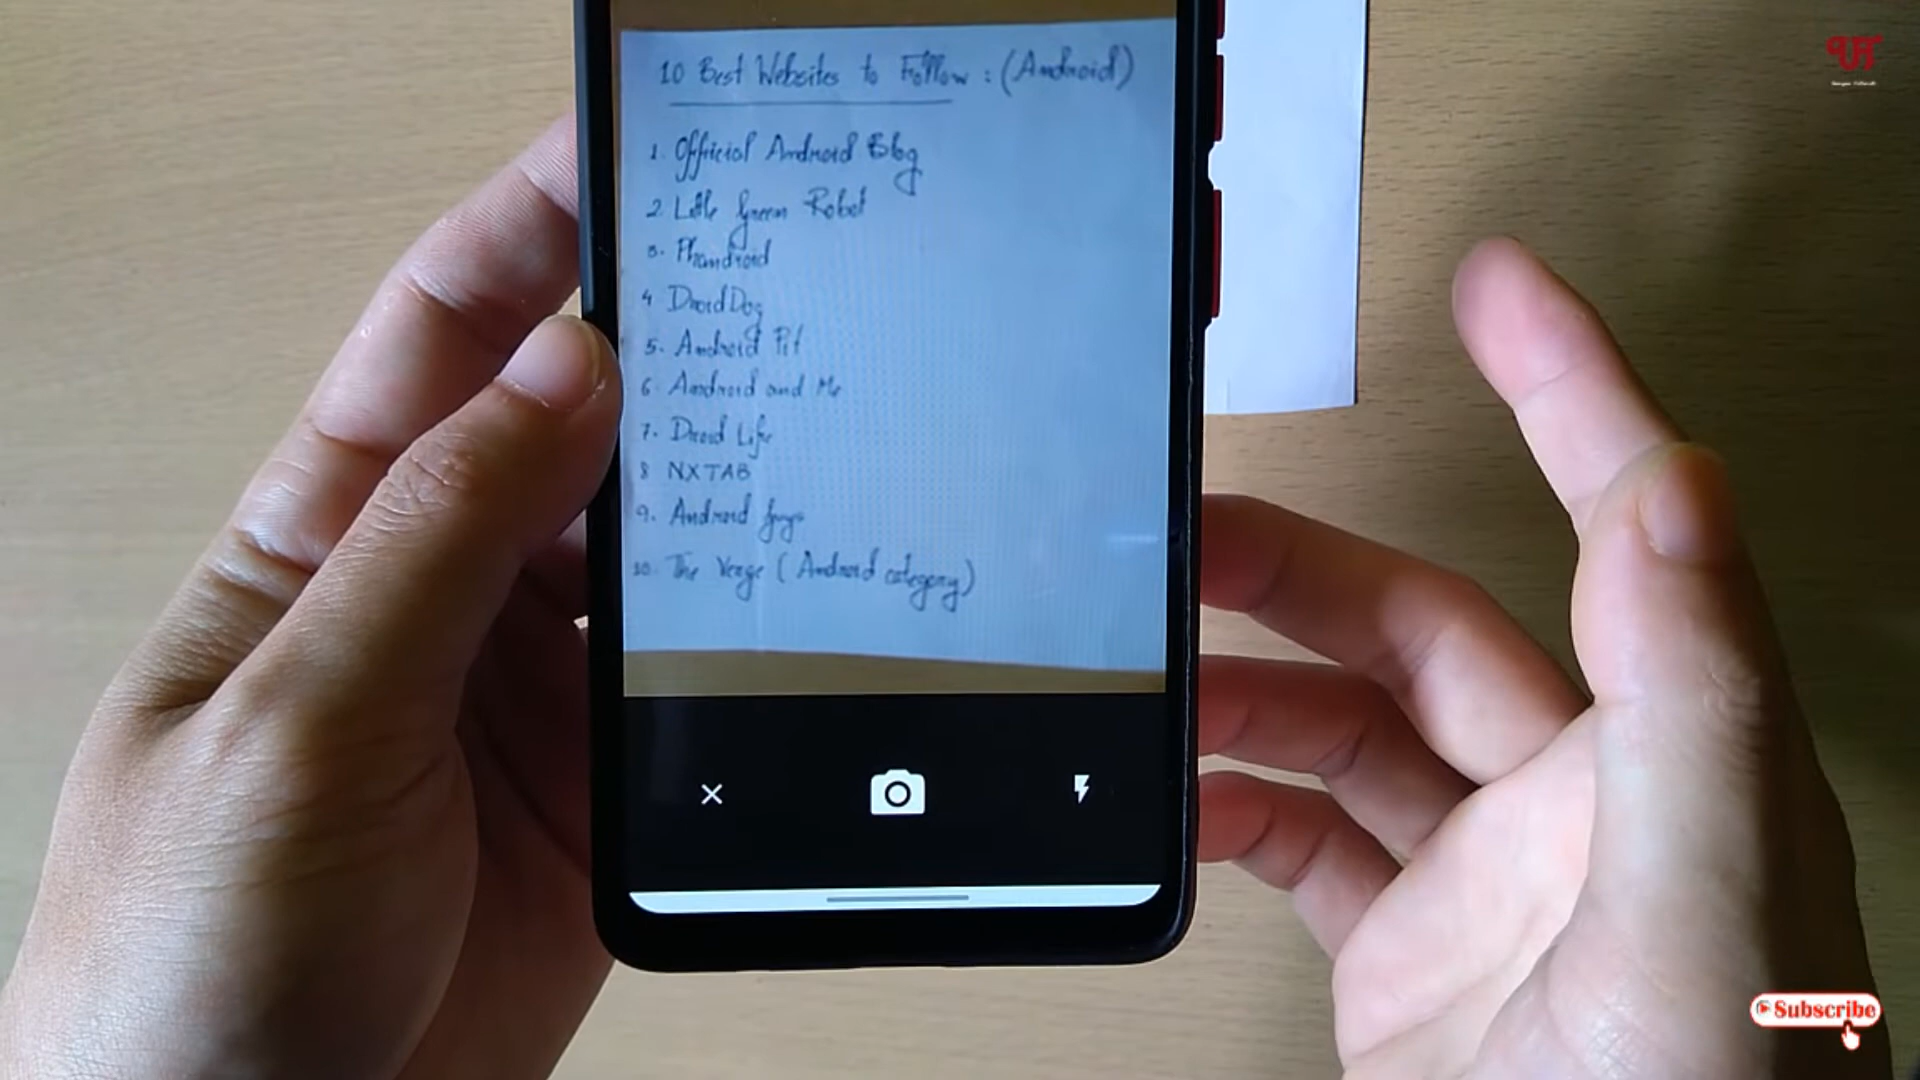 10 Best Websites to Follow : (Android)
1. Official Android Blog
2. Little Green Robot
3. Phandroid
4. DroidDog
5. Android Pit
6. Android and Me
7. Droid Life
8 NXTAB
9. Android Guys
10. The Verge (Android category)
Subscribe